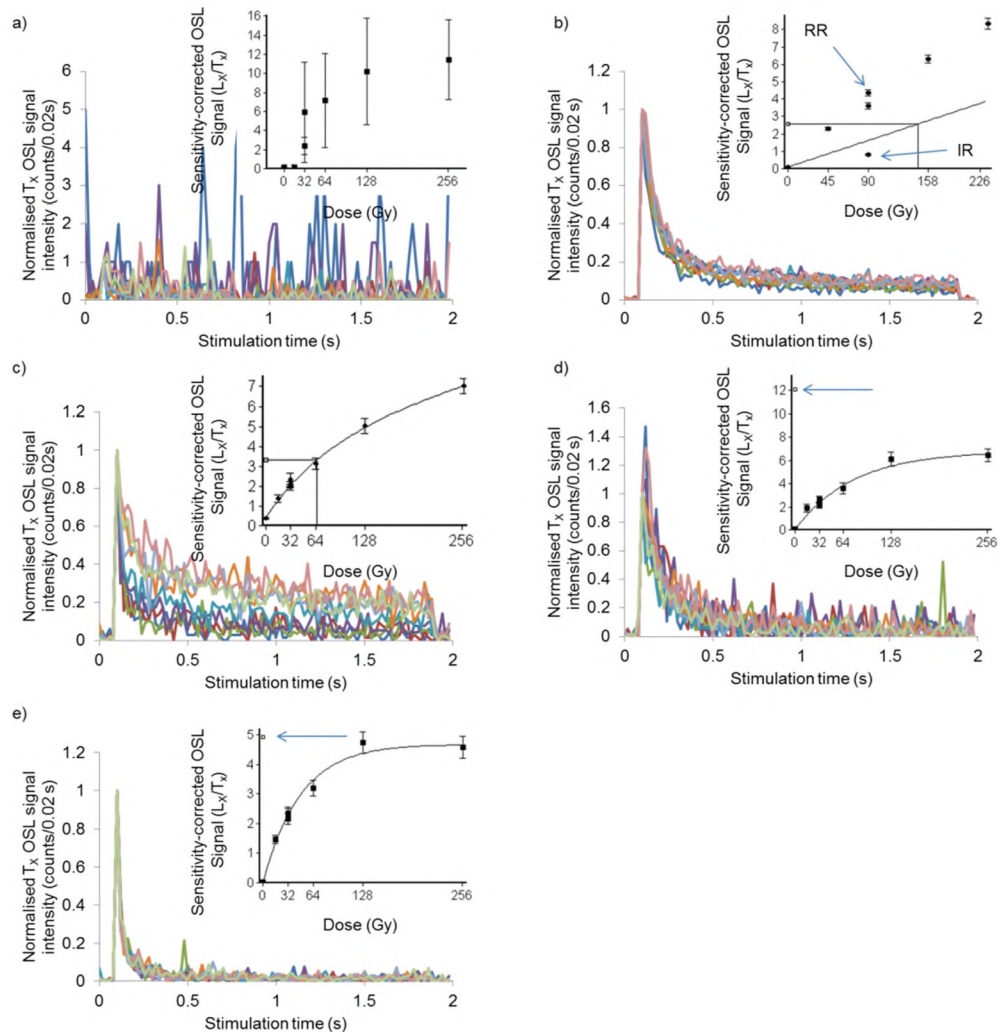 a)
Normalised TX OSL signal
intensity (counts/0.02s)
6
5
4
3
2
1
0
0 0.5 1 1.5 2
Stimulation time (s)
Sensitivity-corrected OSL
Signal (LX/TX)
16
14
12
10
8
6
4
2
0
0 32 64 128 256
Dose (Gy)
b)
Normalised TX OSL signal
intensity (counts/0.02 s)
1.2
1
0.8
0.6
0.4
0.2
0
0 0.5 1 1.5 2
Stimulation time (s)
Sensitivity-corrected OSL
Signal (LX/TX)
8
7
6
5
4
3
2
1
0
0 45 90 158 226
Dose (Gy)
RR
IR
c)
Normalised TX OSL signal
intensity (counts/0.02s)
1.2
1
0.8
0.6
0.4
0.2
0
0 0.5 1 1.5 2
Stimulation time (s)
Sensitivity-corrected OSL
Signal (LX/TX)
7
6
5
4
3
2
1
0
0 32 64 128 256
Dose (Gy)
d)
Normalised TX OSL signal
intensity (counts/0.02 s)
1.6
1.4
1.2
1
0.8
0.6
0.4
0.2
0
0 0.5 1 1.5 2
Stimulation time (s)
Sensitivity-corrected OSL
Signal (LX/TX)
12
10
8
6
4
2
0
0 32 64 128 256
Dose (Gy)
e)
Normalised TX OSL signal
intensity (counts/0.02 s)
1.2
1
0.8
0.6
0.4
0.2
0
0 0.5 1 1.5 2
Stimulation time (s)
Sensitivity-corrected OSL
Signal (LX/TX)
5
4
3
2
1
0
0 32 64 128 256
Dose (Gy)